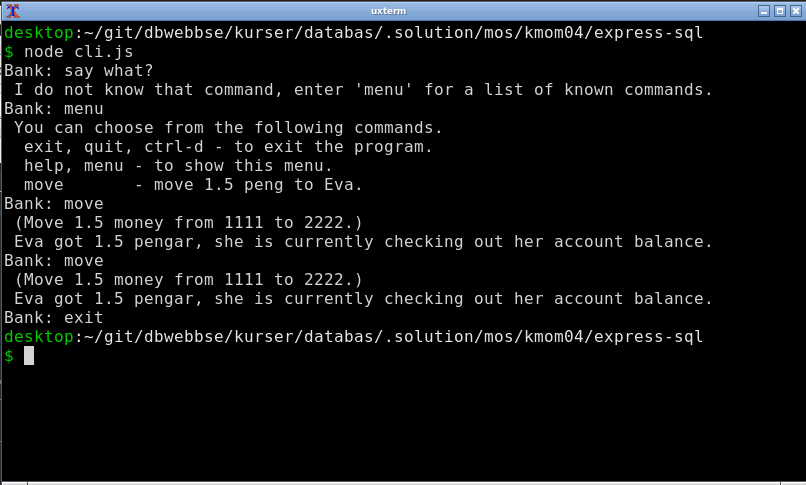 uxterm
desktop:~/git/dbwebbse/kurser/databas/.solution/mos/kmom04/express-sql
$ node cli.js
Bank: say what?
 I do not know that command, enter 'menu' for a list of known commands.
Bank: menu
 You can choose from the following commands.
  exit, quit, ctrl-d - to exit the program.
  help, menu - to show this menu.
  move       - move 1.5 peng to Eva.
Bank: move
 (Move 1.5 money from 1111 to 2222.)
 Eva got 1.5 pengar, she is currently checking out her account balance.
Bank: move
 (Move 1.5 money from 1111 to 2222.)
 Eva got 1.5 pengar, she is currently checking out her account balance.
Bank: exit
desktop:~/git/dbwebbse/kurser/databas/.solution/mos/kmom04/express-sql
$